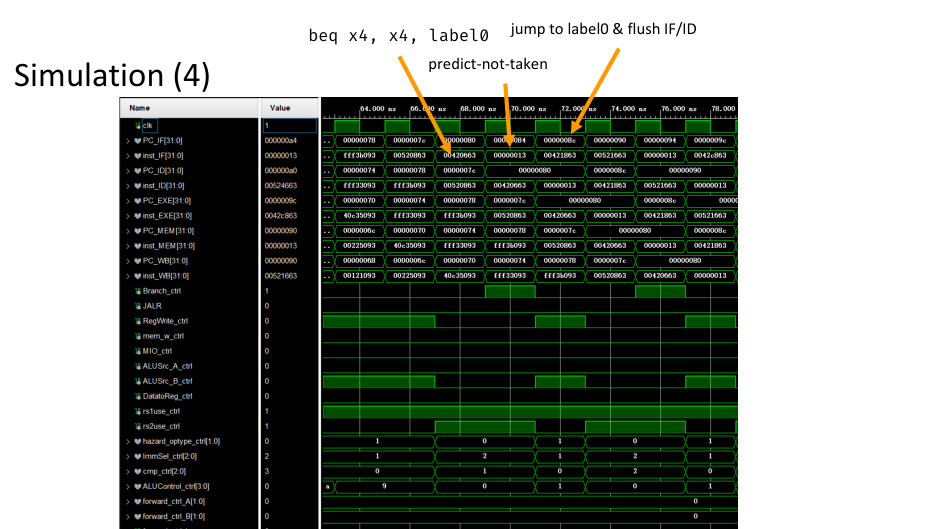 beq x4, x4, label0
jump to label0 & flush IF/ID
predict-not-taken
Simulation (4)
Name Value 64.000 ns 66.000 ns 68.000 ns 70.000 ns 72.000 ns 74.000 ns 76.000 ns 78.000
clk 1
PC_IF[31:0] 000000a4 .. 00000078 0000007c 00000080 00000084 0000008c 00000090 00000094 0000009c
inst_IF[31:0] 00000013 .. fff3b093 00520863 00420663 00000013 00421863 00521663 00000013 0042c863
PC_ID[31:0] 000000a0 .. 00000074 00000078 0000007c 00000080 0000008c 00000090
inst_ID[31:0] 00524663 .. fff33093 fff3b093 00520863 00420663 00000013 00421863 00521663 00000013
PC_EXE[31:0] 0000009c .. 00000070 00000074 00000078 0000007c 00000080 0000008c 0000
inst_EXE[31:0] 0042c863 .. 40c35093 fff33093 fff3b093 00520863 00420663 00000013 00421863 00521663
PC_MEM[31:0] 00000090 .. 0000006c 00000070 00000074 00000078 0000007c 00000080 0000008c
inst_MEM[31:0] 00000013 .. 00225093 40c35093 fff33093 fff3b093 00520863 00420663 00000013 00421863
PC_WB[31:0] 00000090 .. 00000068 0000006c 00000070 00000074 00000078 0000007c 00000080
inst_WB[31:0] 00521663 .. 00121093 00225093 40c35093 fff33093 fff3b093 00520863 00420663 00000013
Branch_ctrl 1
JALR 0
RegWrite_ctrl 0
mem_w_ctrl 0
MIO_ctrl 0
ALUSrc_A_ctrl 0
ALUSrc_B_ctrl 0
DatatoReg_ctrl 0
rs1use_ctrl 1
rs2use_ctrl 1
hazard_optype_ctrl[1:0] 0 1 0 1 0 1
ImmSel_ctrl[2:0] 2 1 2 1 2 1
cmp_ctrl[2:0] 3 0 1 0 2 0
ALUControl_ctrl[3:0] 0 a 9 0 1 0 1
forward_ctrl_A[1:0] 0 0
forward_ctrl_B[1:0] 0 0